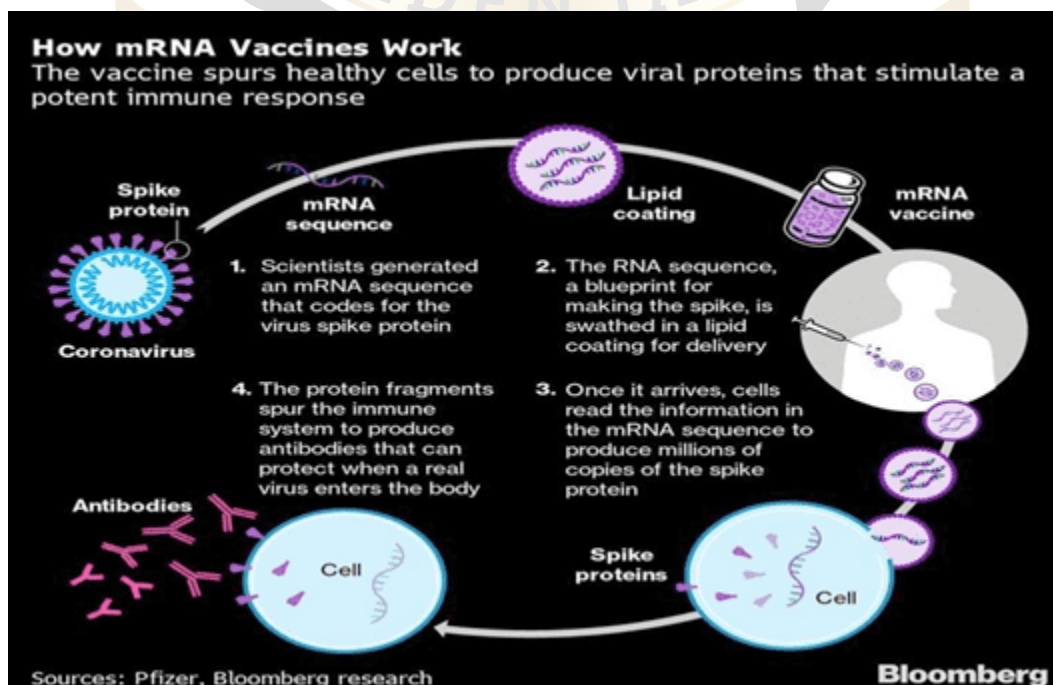 How mRNA Vaccines Work
The vaccine spurs healthy cells to produce viral proteins that stimulate a
potent immune response
Spike
protein
mRNA
sequence
Lipid
coating
mRNA
vaccine
Coronavirus
1. Scientists generated
an mRNA sequence
that codes for the
virus spike protein
2. The RNA sequence,
a blueprint for
making the spike, is
swathed in a lipid
coating for delivery
4. The protein fragments
spur the immune
system to produce
antibodies that can
protect when a real
virus enters the body
3. Once it arrives, cells
read the information in
the mRNA sequence to
produce millions of
copies of the spike
protein
Antibodies
Cell
Spike
proteins
Cell
Sources: Pfizer, Bloomberg research
Bloomberg